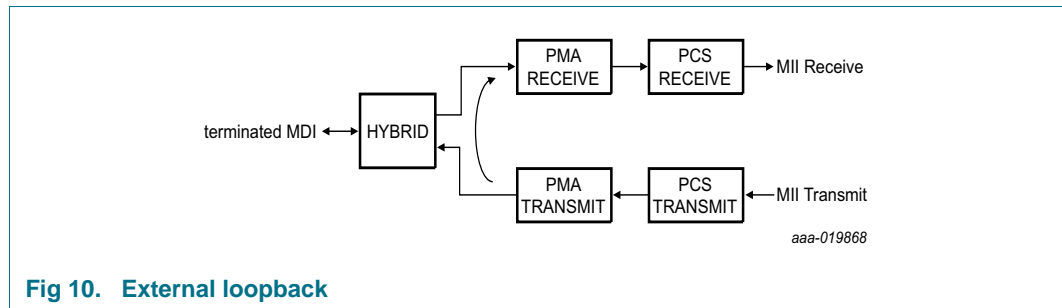 PMA
RECEIVE
PCS
RECEIVE
MII Receive
terminated MDI
HYBRID
PMA
TRANSMIT
PCS
TRANSMIT
MII Transmit
aaa-019868
Fig 10. External loopback